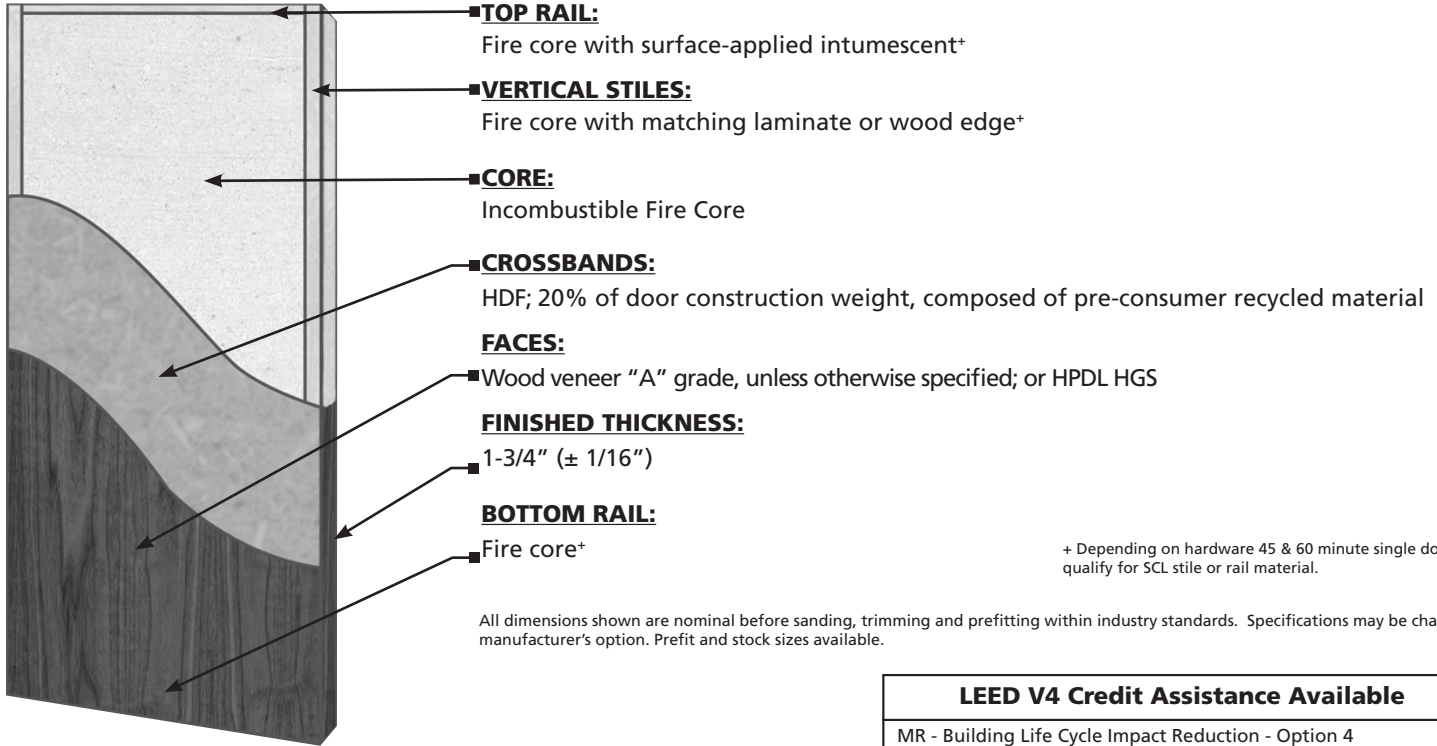 TOP RAIL:
Fire core with surface-applied intumescent+
VERTICAL STILES:
Fire core with matching laminate or wood edge+
CORE:
Incombustible Fire Core
CROSSBANDS:
HDF; 20% of door construction weight, composed of pre-consumer recycled material
FACES:
Wood veneer “A” grade, unless otherwise specified; or HPDL HGS
FINISHED THICKNESS:
1-3/4” (± 1/16”)
BOTTOM RAIL:
Fire core+
+ Depending on hardware 45 & 60 minute single
qualify for SCL stile or rail material.
All dimensions shown are nominal before sanding, trimming and prefitting within industry standards. Specifications may be
manufacturer’s option. Prefit and stock sizes available.
LEED V4 Credit Assistance Available
MR - Building Life Cycle Impact Reduction - Option 4